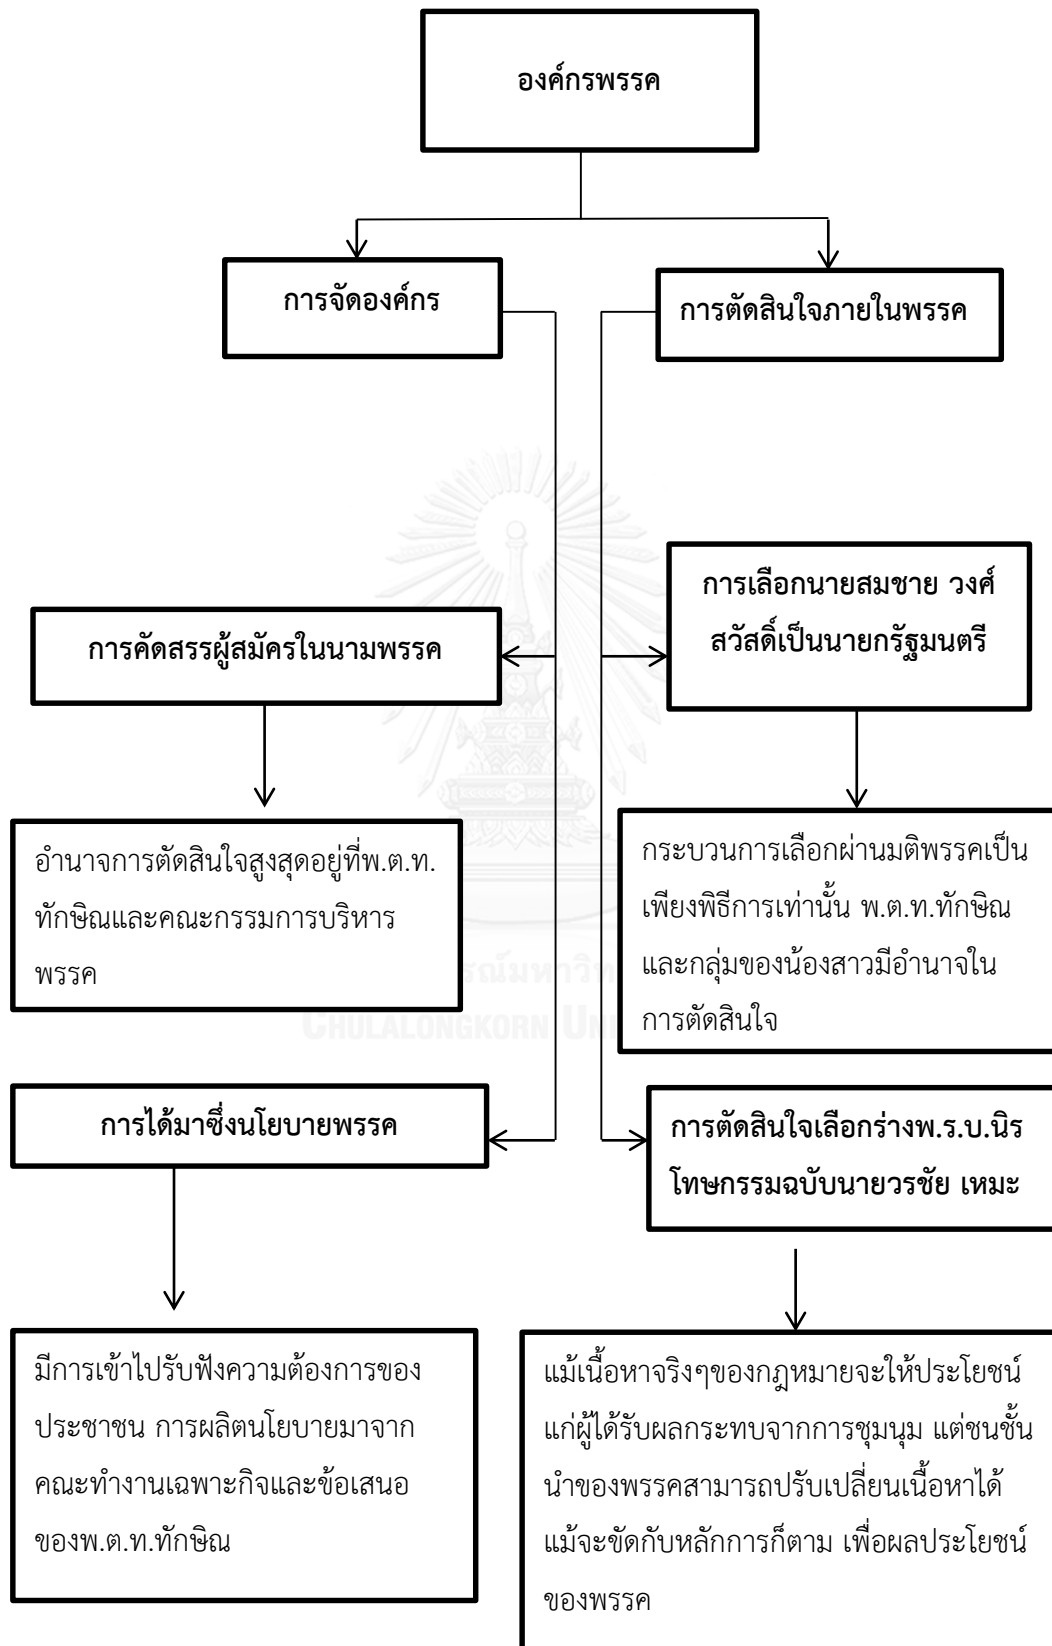 องค์กรพรรค
การจัดองค์กร
การตัดสินใจภายในพรรค
การคัดสรรผู้สมัครในนามพรรค
การเลือกนายสมชาย วงศ์
สวัสดิ์เป็นนายกรัฐมนตรี
อำนาจการตัดสินใจสูงสุดอยู่ที่พ.ต.ท.
ทักษิณและคณะกรรมการบริหาร
พรรค
กระบวนการเลือกผ่านมติพรรคเป็น
เพียงพิธีการเท่านั้น พ.ต.ท.ทักษิณ
และกลุ่มของน้องสาวมีอำนาจใน
การตัดสินใจ
CHULALONGKORN
การได้มาซึ่งนโยบายพรรค
การตัดสินใจเลือกร่างพ.ร.บ.นิร
โทษกรรมฉบับนายวรชัย เหมะ
มีการเข้าไปรับฟังความต้องการของ
ประชาชน การผลิตนโยบายมาจาก
คณะทำงานเฉพาะกิจและข้อเสนอ
ของพ.ต.ท.ทักษิณ
แม้เนื้อหาจริงๆของกฎหมายจะให้ประโยชน์
แก่ผู้ได้รับผลกระทบจากการชุมนุม แต่ชนชั้น
นำของพรรคสามารถปรับเปลี่ยนเนื้อหาได้
แม้จะขัดกับหลักการก็ตาม เพื่อผลประโยชน์
ของพรรค